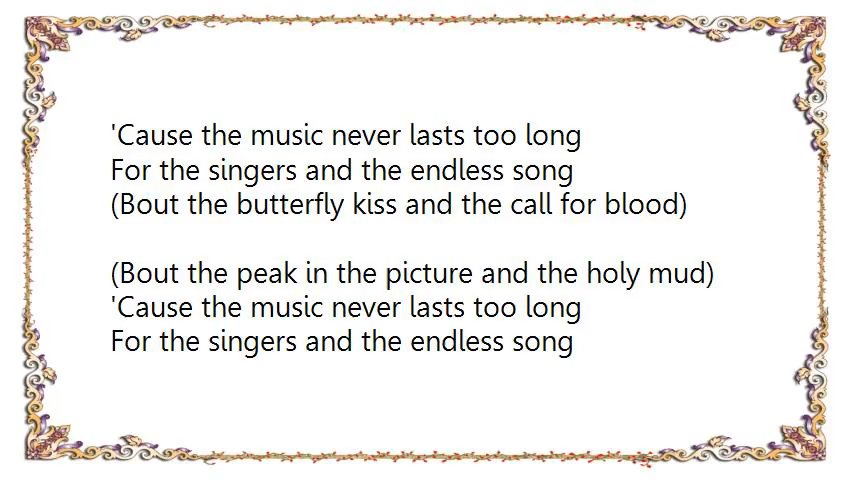 'Cause the music never lasts too long
For the singers and the endless song
(Bout the butterfly kiss and the call for blood)
(Bout the peak in the picture and the holy mud)
'Cause the music never lasts too long
For the singers and the endless song